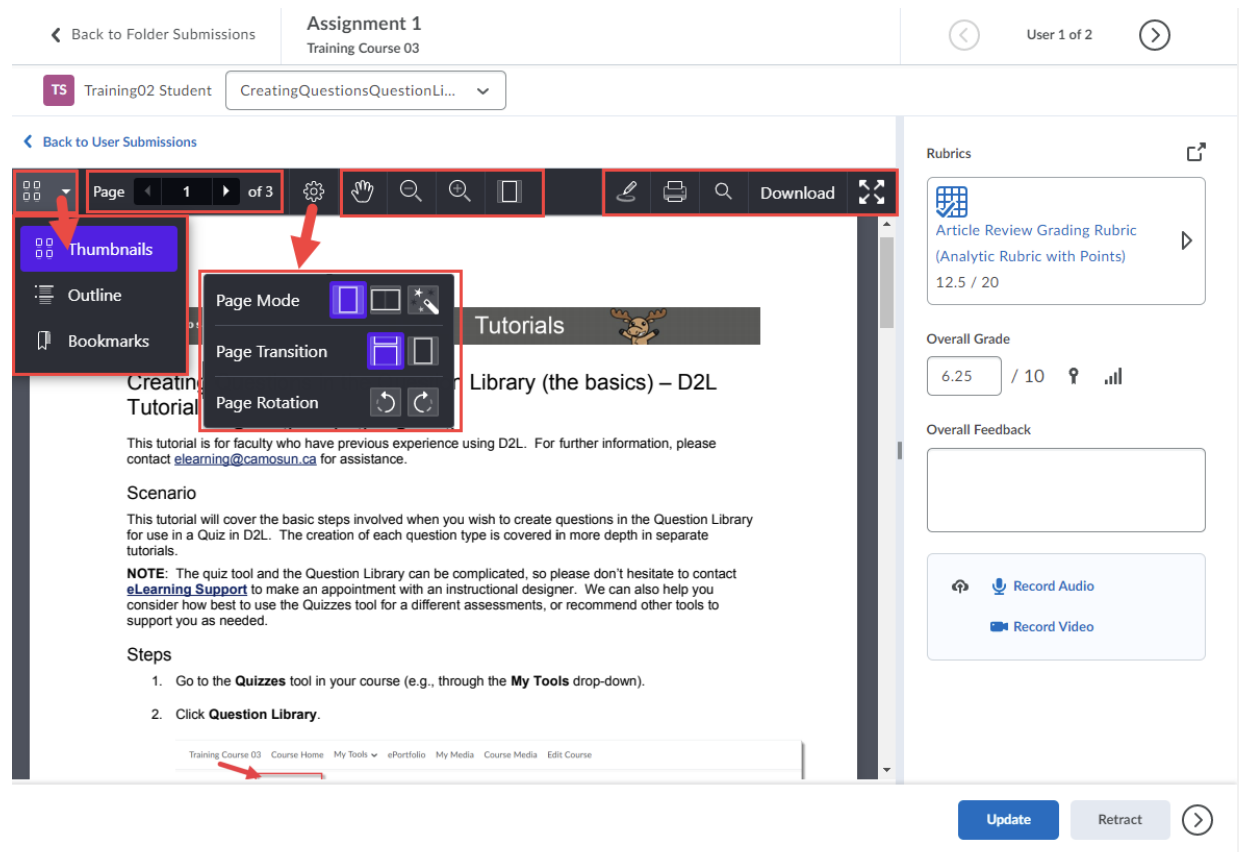 Back to Folder Submissions
Assignment 1
Training Course 03
User 1 of 2
TS Training02 Student CreatingQuestionsQuestionLi...
Back to User Submissions
Page 1 of 3
Download
Thumbnails
Outline
Bookmarks
Page Mode
Page Transition
Page Rotation
Tutorials
Creating Library (the basics) – D2L
Tutorial
This tutorial is for faculty who have previous experience using D2L. For further information, please
contact elearning@camosun.ca for assistance.
Scenario
This tutorial will cover the basic steps involved when you wish to create questions in the Question Library
for use in a Quiz in D2L. The creation of each question type is covered in more depth in separate
tutorials.
NOTE: The quiz tool and the Question Library can be complicated, so please don't hesitate to contact
eLearning Support to make an appointment with an instructional designer. We can also help you
consider how best to use the Quizzes tool for a different assessments, or recommend other tools to
support you as needed.
Steps
1. Go to the Quizzes tool in your course (e.g., through the My Tools drop-down).
2. Click Question Library.
Training Course 03 Course Home My Tools ePortfolio My Media Course Media Edit Course
Rubrics
Article Review Grading Rubric
(Analytic Rubric with Points)
12.5 / 20
Overall Grade
6.25 / 10
Overall Feedback
Record Audio
Record Video
Update
Retract